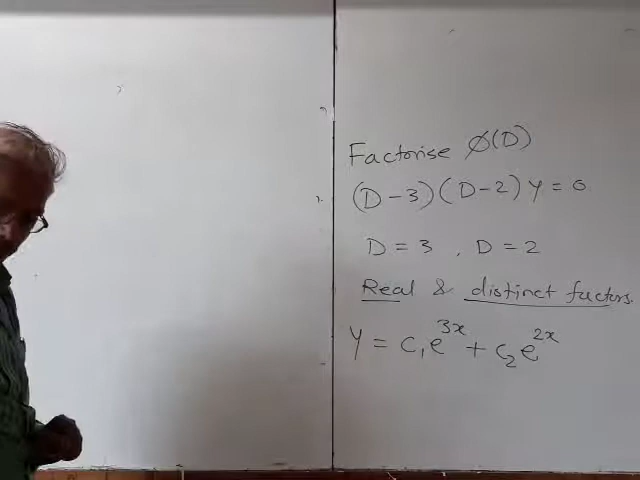 Factorise ∅(D)
(D-3)(D-2)y = 0
D = 3 , D = 2
Real & distinct factors
y = c₁e^3x + c₂e^2x